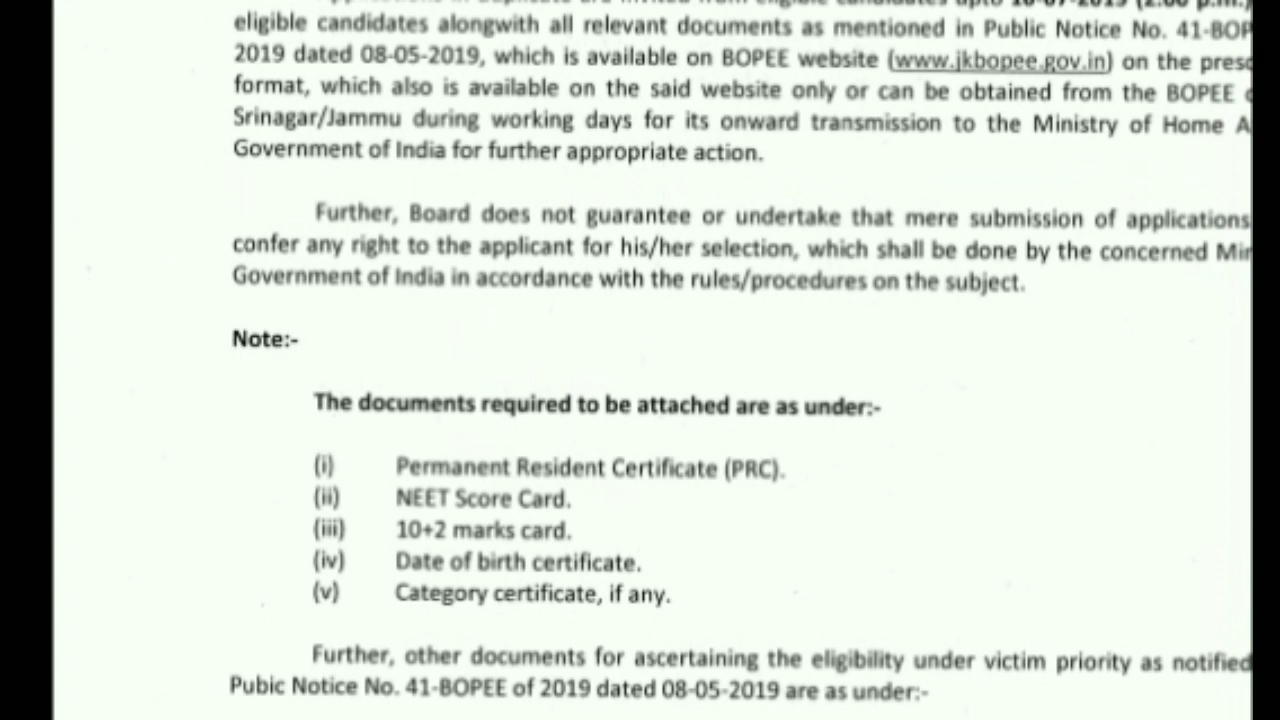 eligible candidates alongwith all relevant documents as mentioned in Public Notice No. 41-BOP
2019 dated 08-05-2019, which is available on BOPEE website (www.jkbopee.gov.in) on the presc
format, which also is available on the said website only or can be obtained from the BOPEE
Srinagar/Jammu during working days for its onward transmission to the Ministry of Home A
Government of India for further appropriate action.
Further, Board does not guarantee or undertake that mere submission of applications
confer any right to the applicant for his/her selection, which shall be done by the concerned Min
Government of India in accordance with the rules/procedures on the subject.
Note:-
The documents required to be attached are as under:-
(i) Permanent Resident Certificate (PRC).
(ii) NEET Score Card.
(iii) 10+2 marks card.
(iv) Date of birth certificate.
(v) Category certificate, if any.
Further, other documents for ascertaining the eligibility under victim priority as notified
Pubic Notice No. 41-BOPEE of 2019 dated 08-05-2019 are as under:-